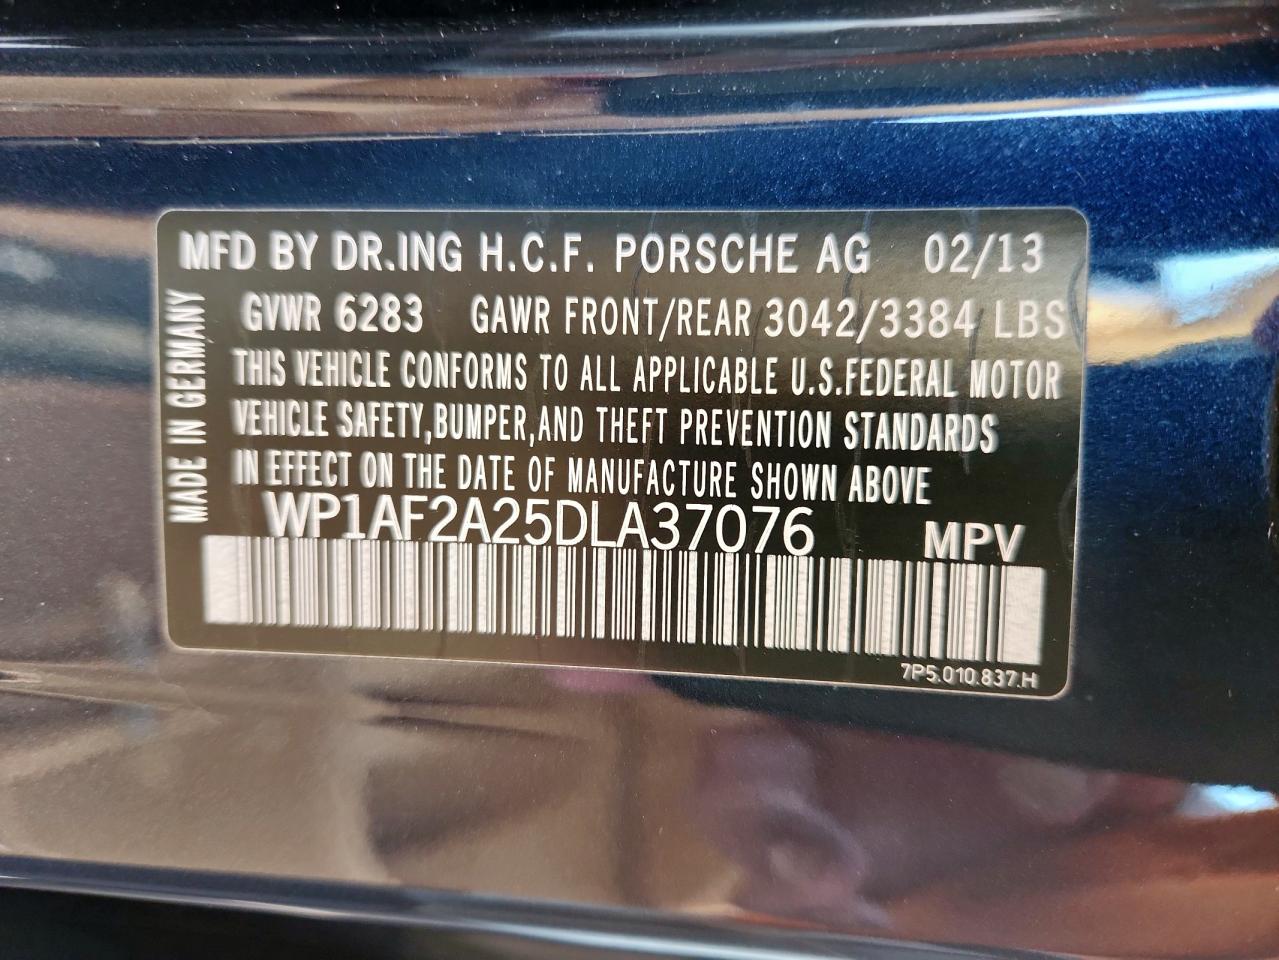 MFD BY DR.ING H.C.F. PORSCHE AG 02/13
GVWR 6283 GAWR FRONT/REAR 3042/3384 LBS
THIS VEHICLE CONFORMS TO ALL APPLICABLE U.S.FEDERAL MOTOR
VEHICLE SAFETY,BUMPER,AND THEFT PREVENTION STANDARDS
IN EFFECT ON THE DATE OF MANUFACTURE SHOWN ABOVE
WP1AF2A25DLA37076 MPV
7P5.010.837.H
MADE IN GERMANY